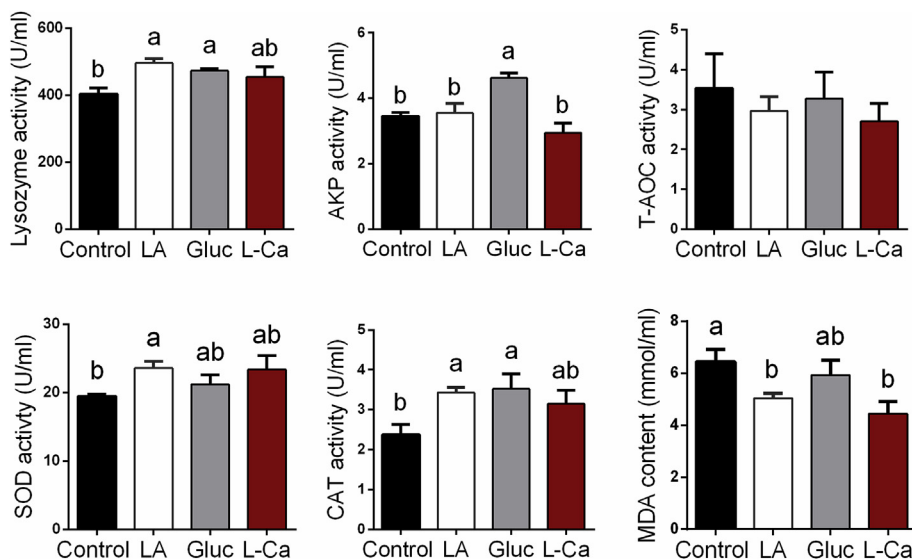 Lysozyme activity (U/ml)
600
400
200
0
b
a
a
ab
Control LA Gluc L-Ca
AKP activity (U/ml)
6
4
2
0
b
b
a
b
Control LA Gluc L-Ca
T-AOC activty (U/ml)
5
4
3
2
1
0
Control LA Gluc L-Ca
SOD activty (U/ml)
30
20
10
0
b
a
ab
ab
Control LA Gluc L-Ca
CAT activity (U/ml)
5
4
3
2
1
0
b
a
a
ab
Control LA Gluc L-Ca
MDA content (mmol/ml)
8
6
4
2
0
a
b
ab
b
Control LA Gluc L-Ca